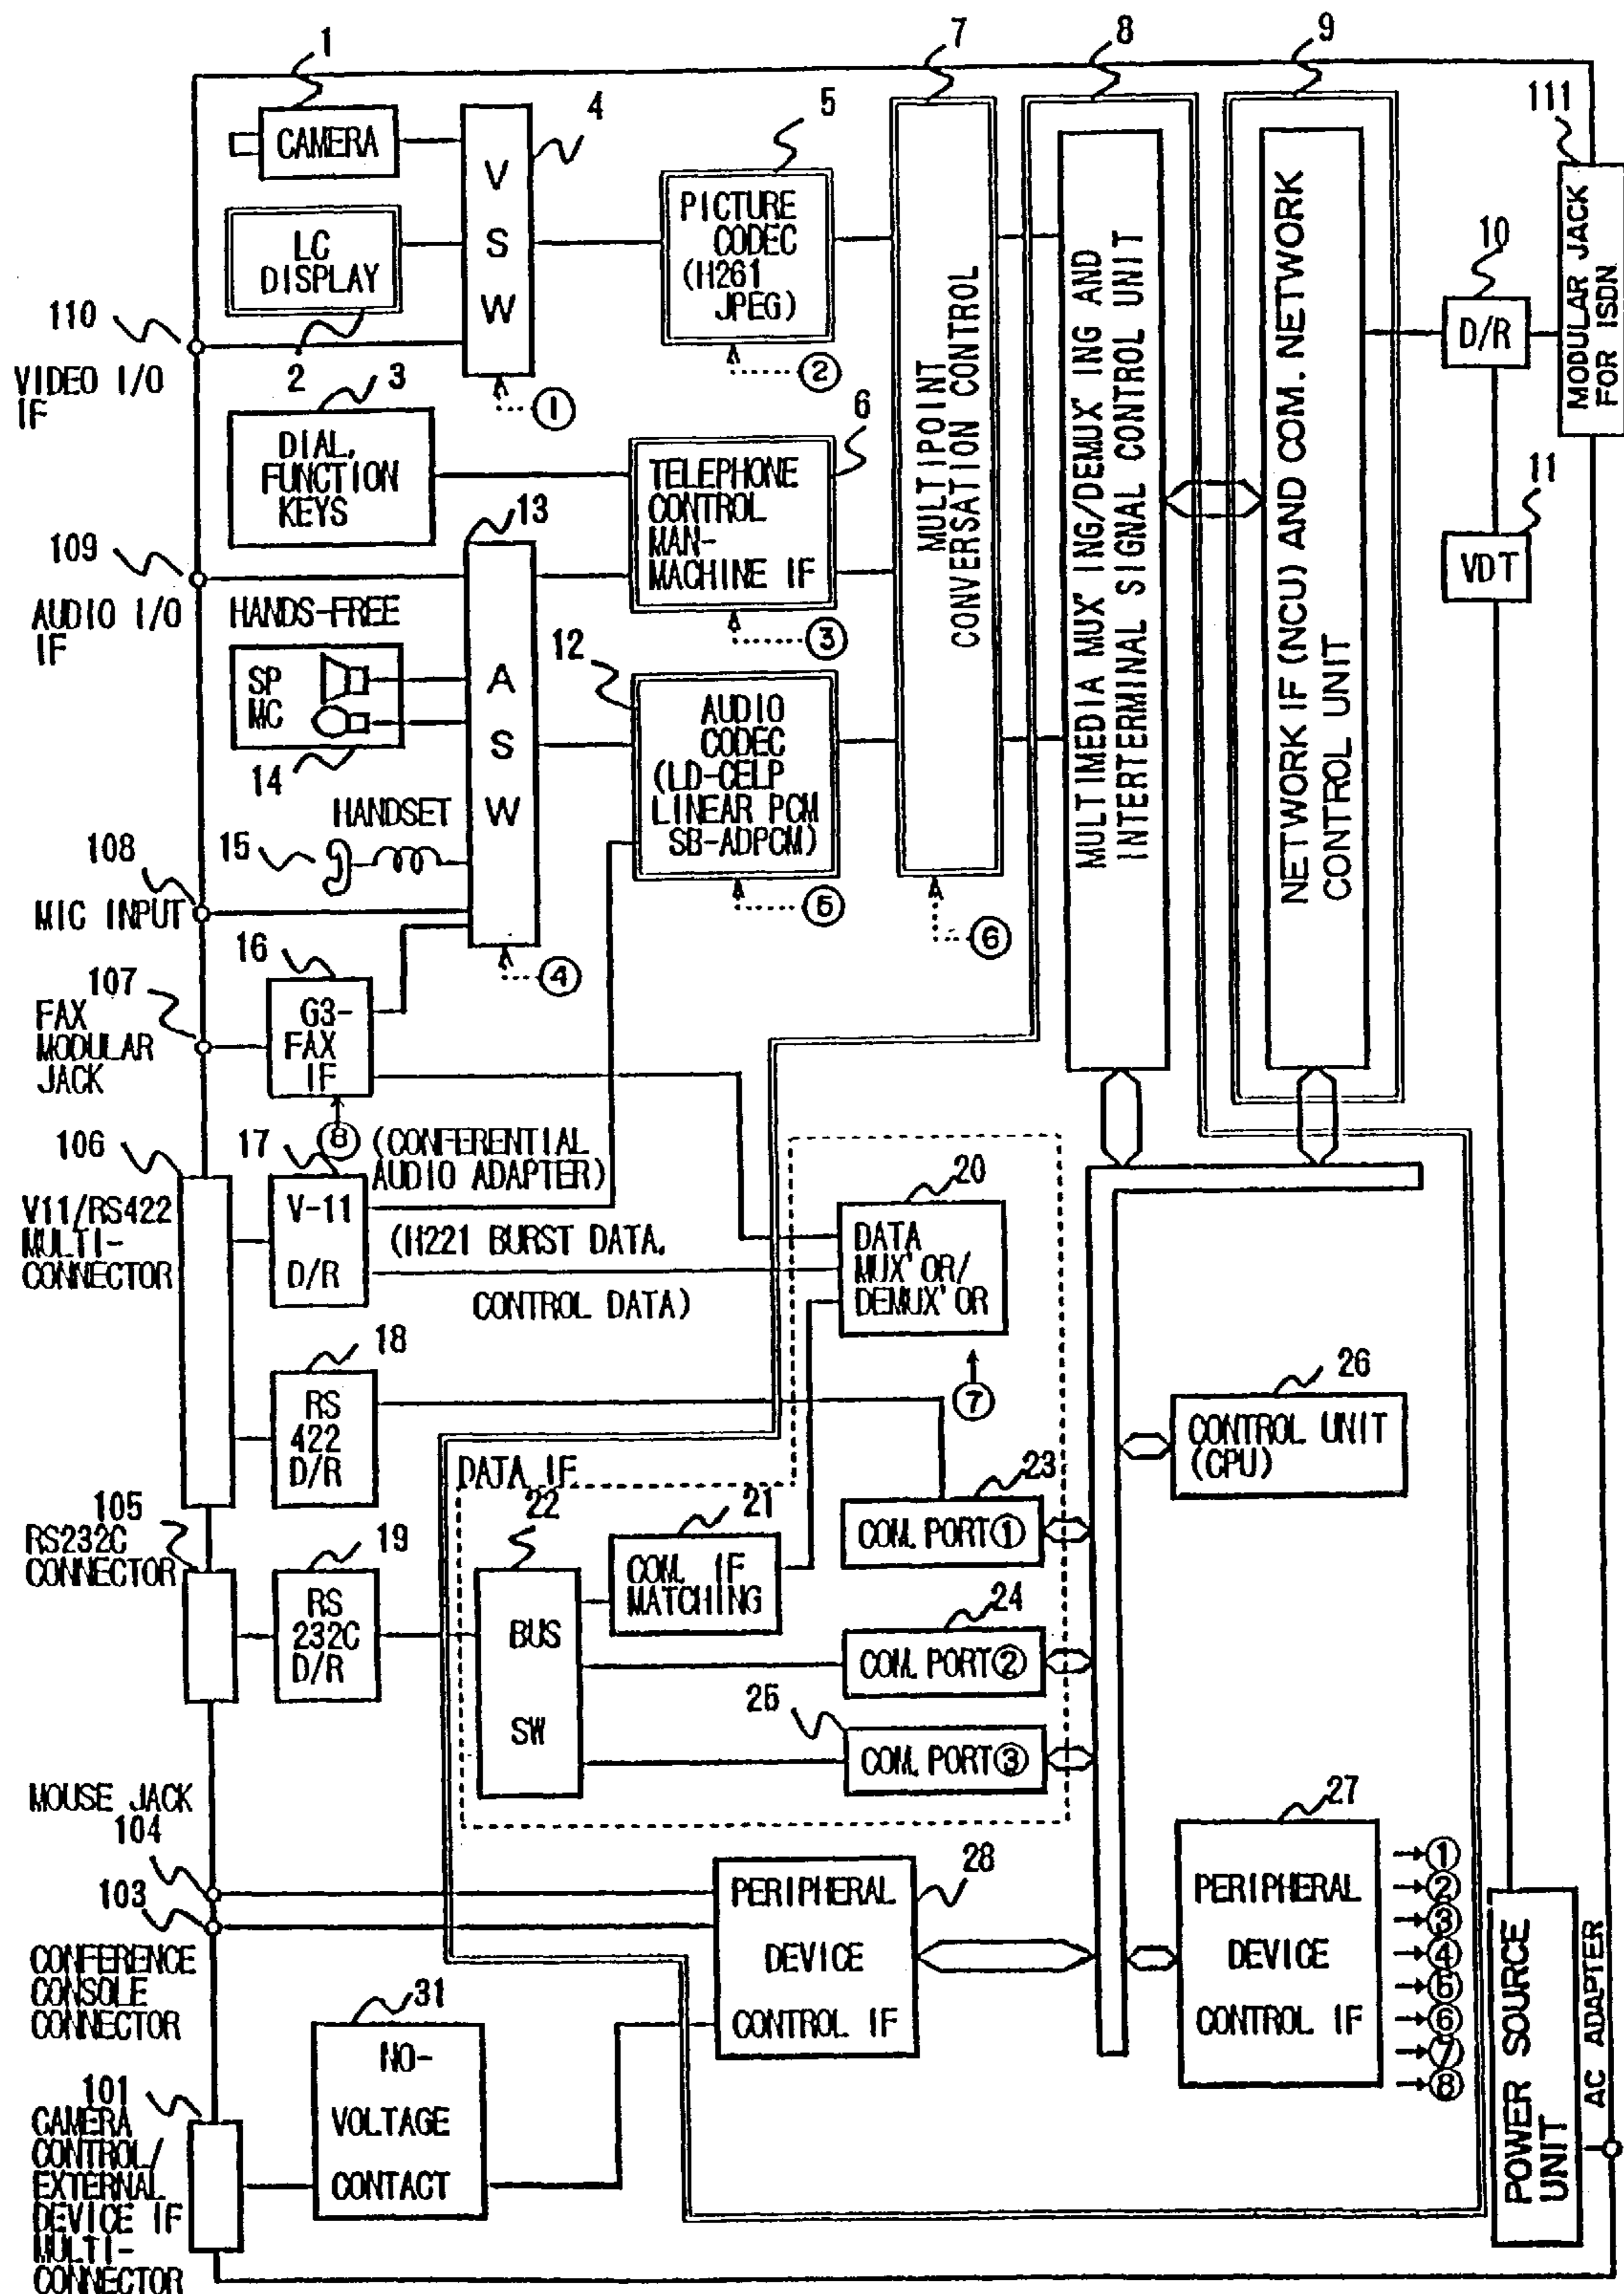 1
7
8
9
CAMERA
4
5
111
V
S
W
LC
DISPLAY
PICTURE
CODEC
(H261
JPEG)
10
D/R
MODULAR JACK
FOR ISDN
110
VIDEO I/O
IF
2
3
①
②
6
DIAL,
FUNCTION
KEYS
TELEPHONE
CONTROL
MAN-
MACHINE IF
MULTIPOINT
CONVERSATION CONTROL
MULTIMEDIA MUX'ING/DEMUX'ING AND
INTERTERMINAL SIGNAL CONTROL UNIT
NETWORK IF (NCU) AND COM. NETWORK
CONTROL UNIT
11
VDT
13
109
AUDIO I/O
IF
HANDS-FREE
③
12
SP
MC
14
A
S
W
AUDIO
CODEC
(LD-CELP
LINEAR PCM
SB-ADPCM)
HANDSET
15
108
MIC INPUT
⑤
⑥
④
16
107
FAX
MODULAR
JACK
G3-
FAX
IF
⑧
106
17
(CONFERENTIAL
AUDIO ADAPTER)
V11/RS422
MULTI-
CONNECTOR
V-11
D/R
(H221 BURST DATA,
CONTROL DATA)
20
DATA
MUX'OR/
DEMUX'OR
⑦
18
RS
422
D/R
26
CONTROL UNIT
(CPU)
DATA IF
105
RS232C
CONNECTOR
19
RS
232C
D/R
22
BUS
SW
21
COM. IF
MATCHING
23
COM. PORT①
24
COM. PORT②
25
COM. PORT③
MOUSE JACK
104
103
CONFERENCE
CONSOLE
CONNECTOR
28
PERIPHERAL
DEVICE
CONTROL IF
27
PERIPHERAL
DEVICE
CONTROL IF
①
②
③
④
⑤
⑥
⑦
⑧
POWER SOURCE
UNIT
AC ADAPTER
31
NO-
VOLTAGE
CONTACT
101
CAMERA
CONTROL/
EXTERNAL
DEVICE IF
MULTI-
CONNECTOR